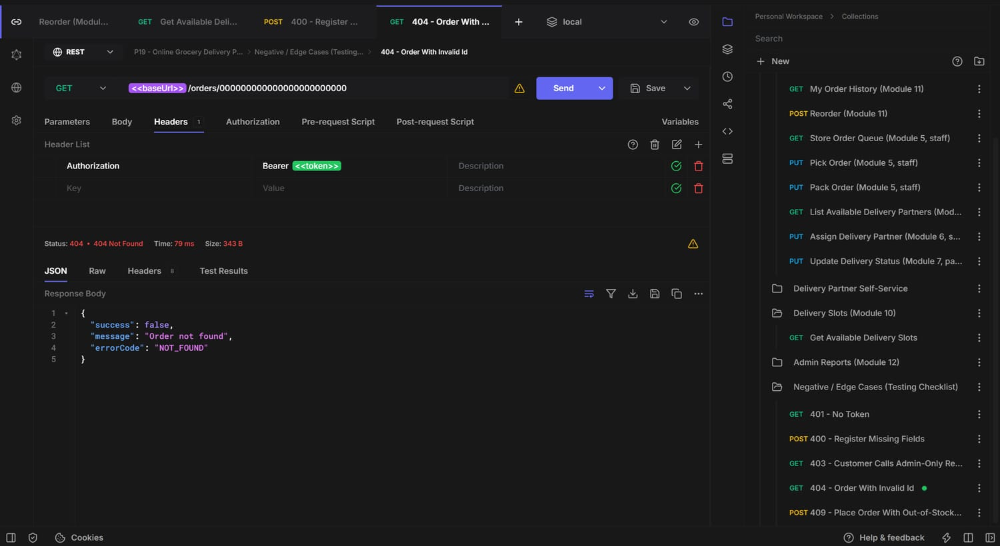 Reorder (Modul...
GET Get Available Deli...
POST 400 - Register ...
GET 404 - Order With ...
local
REST
P19 - Online Grocery Delivery P... > Negative / Edge Cases (Testing... > 404 - Order With Invalid Id
GET <<baseUrl>>/orders/000000000000000000000000
Send
Save
Parameters Body Headers 1 Authorization Pre-request Script Post-request Script Variables
Header List
Authorization Bearer <<token>> Description
Key Value Description
Status: 404 • 404 Not Found Time: 79 ms Size: 343 B
JSON Raw Headers 8 Test Results
Response Body
1 {
2 "success": false,
3 "message": "Order not found",
4 "errorCode": "NOT_FOUND"
5 }
Personal Workspace > Collections
Search
New
GET My Order History (Module 11)
POST Reorder (Module 11)
GET Store Order Queue (Module 5, staff)
PUT Pick Order (Module 5, staff)
PUT Pack Order (Module 5, staff)
GET List Available Delivery Partners (Mod...
PUT Assign Delivery Partner (Module 6, s...
PUT Update Delivery Status (Module 7, pa...
Delivery Partner Self-Service
Delivery Slots (Module 10)
GET Get Available Delivery Slots
Admin Reports (Module 12)
Negative / Edge Cases (Testing Checklist)
GET 401 - No Token
POST 400 - Register Missing Fields
GET 403 - Customer Calls Admin-Only Re...
GET 404 - Order With Invalid Id
POST 409 - Place Order With Out-of-Stock...
Cookies
Help & feedback